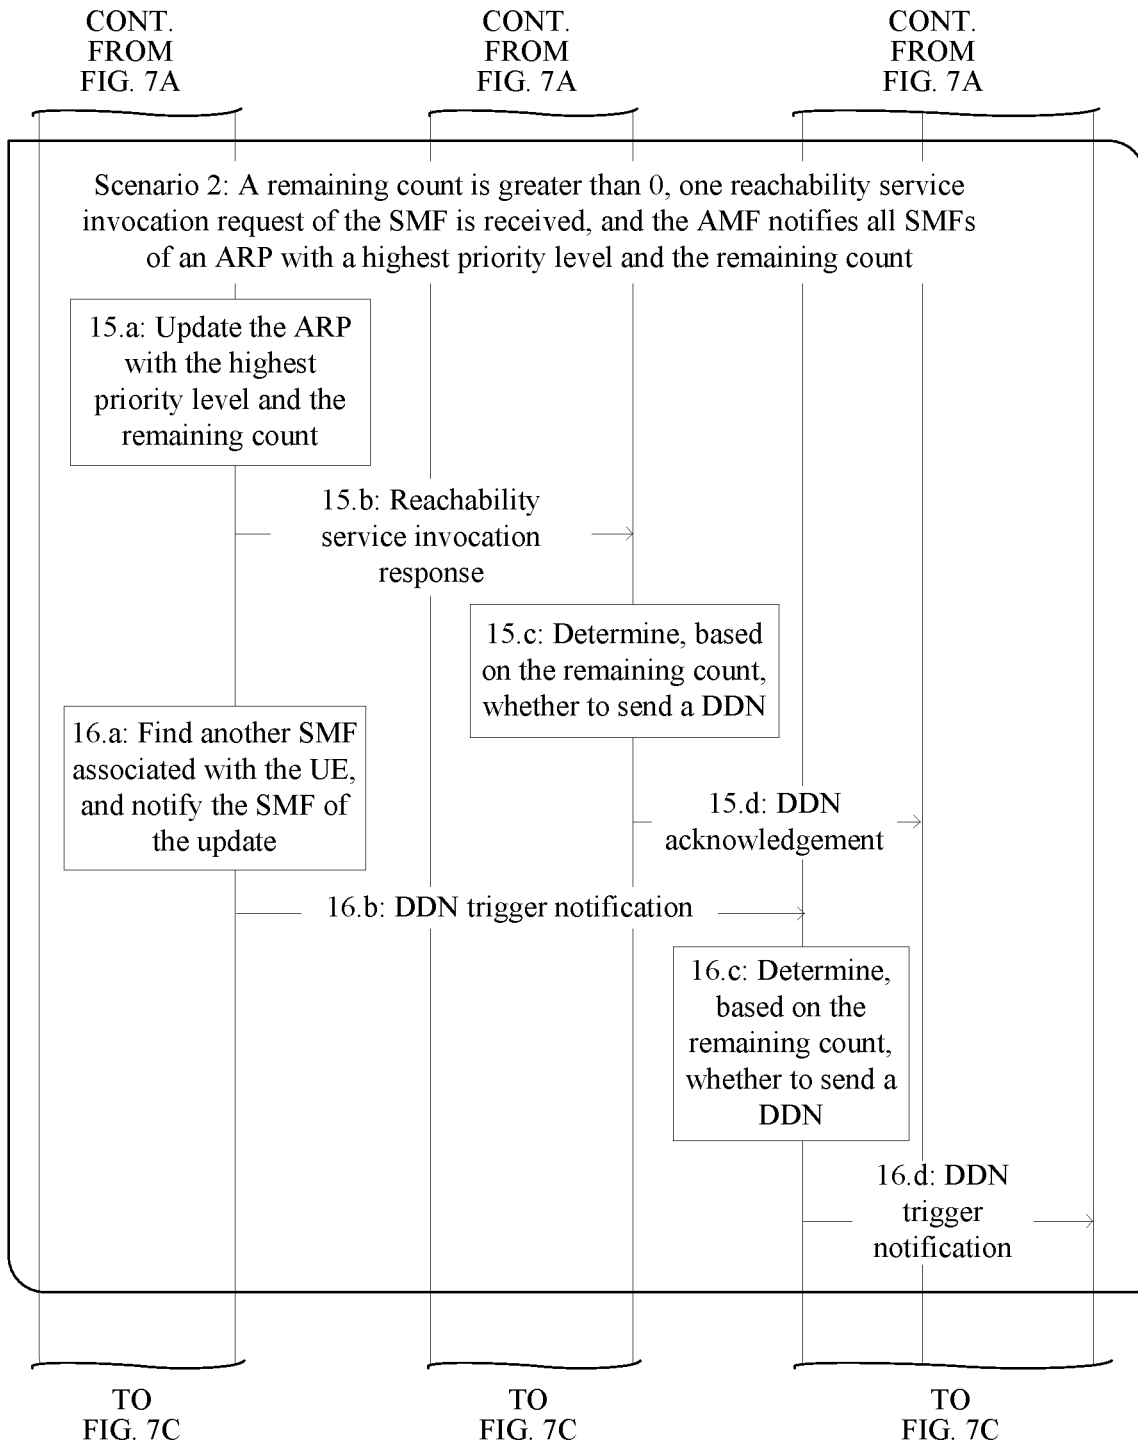 CONT.
FROM
FIG. 7A
CONT.
FROM
FIG. 7A
CONT.
FROM
FIG. 7A
Scenario 2: A remaining count is greater than 0, one reachability service
invocation request of the SMF is received, and the AMF notifies all SMFs
of an ARP with a highest priority level and the remaining count
15.a: Update the ARP
with the highest
priority level and the
remaining count
15.b: Reachability
service invocation
response
15.c: Determine, based
on the remaining count,
whether to send a DDN
16.a: Find another SMF
associated with the UE,
and notify the SMF of
the update
15.d: DDN
acknowledgement
16.b: DDN trigger notification
16.c: Determine,
based on the
remaining count,
whether to send a
DDN
16.d: DDN
trigger
notification
TO
FIG. 7C
TO
FIG. 7C
TO
FIG. 7C